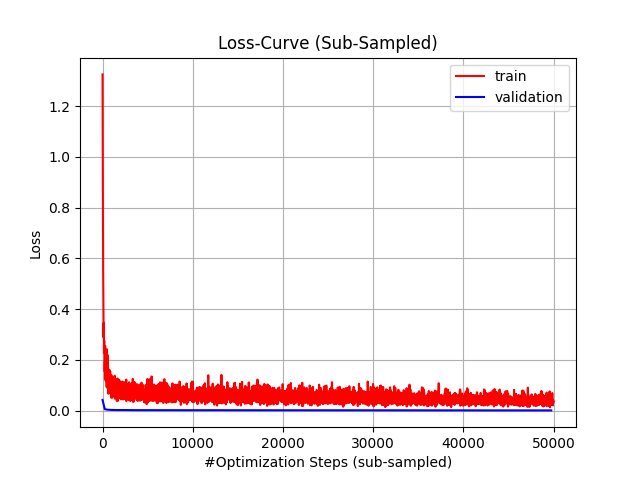 Loss-Curve (Sub-Sampled)
train
validation
Loss
1.2
1.0
0.8
0.6
0.4
0.2
0.0
0 10000 20000 30000 40000 50000
#Optimization Steps (sub-sampled)